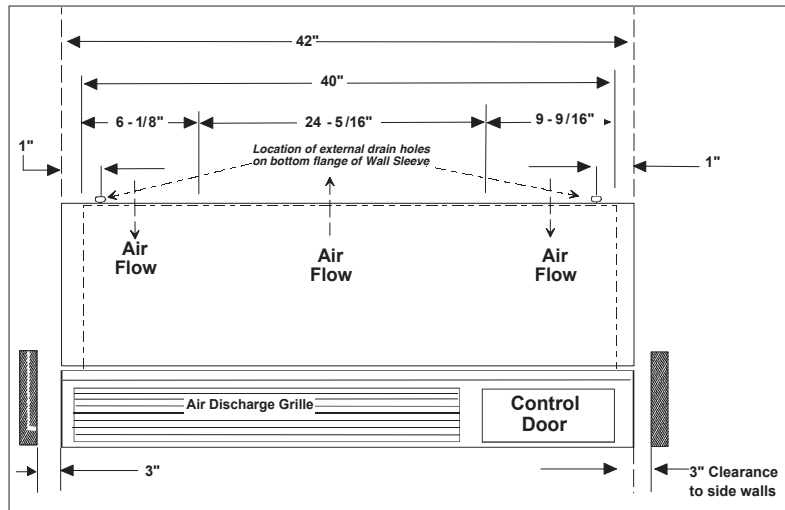 42"
40"
6 - 1/8"
24 - 5/16"
9 - 9/16"
1"
Location of external drain holes
on bottom flange of Wall Sleeve
1"
Air
Flow
Air
Flow
Air
Flow
Air Discharge Grille
Control
Door
3"
3" Clearance
to side walls